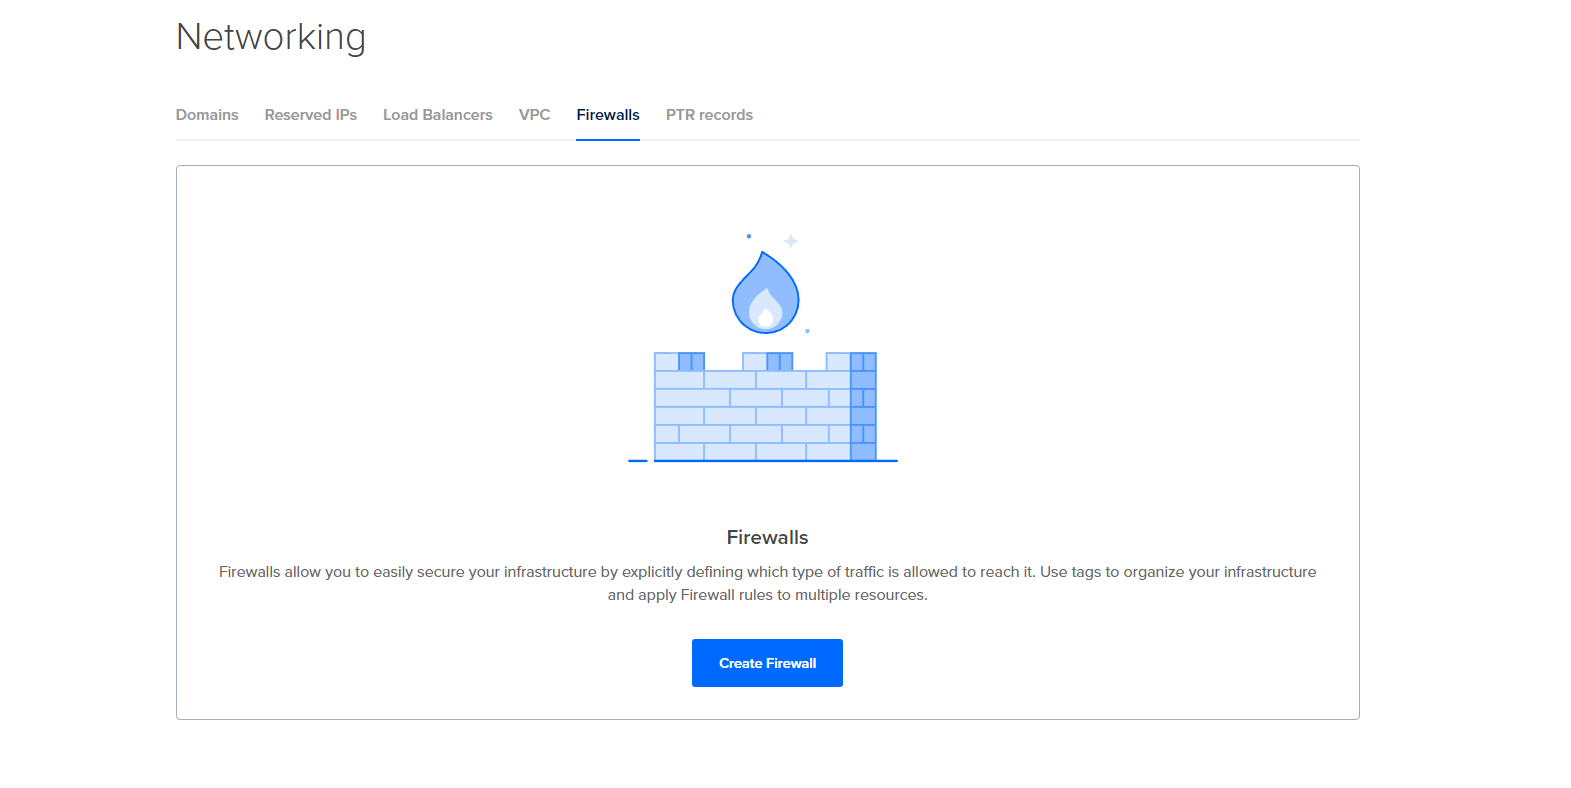 Networking
Domains Reserved IPs Load Balancers VPC Firewalls PTR records
Firewalls
Firewalls allow you to easily secure your infrastructure by explicitly defining which type of traffic is allowed to reach it. Use tags to organize your infrastructure
and apply Firewall rules to multiple resources.
Create Firewall